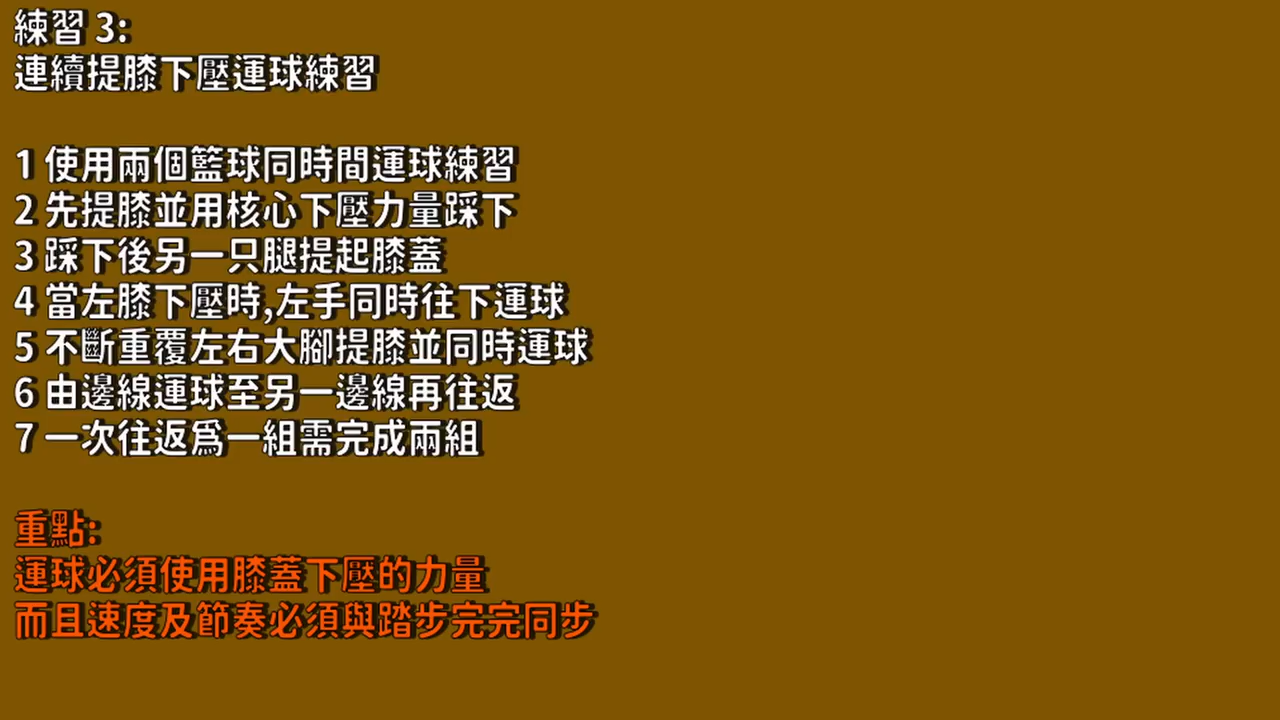 練習 3:
連續提膝下壓運球練習
1 使用兩個籃球同時間運球練習
2 先提膝並用核心下壓力量踩下
3 踩下後另一只腿提起膝蓋
4 當左膝下壓時,左手同時往下運球
5 不斷重覆左右大腳提膝並同時運球
6 由邊線運球至另一邊線再往返
7 一次往返爲一組需完成兩組
重點:
運球必須使用膝蓋下壓的力量
而且速度及節奏必須與踏步完完同步